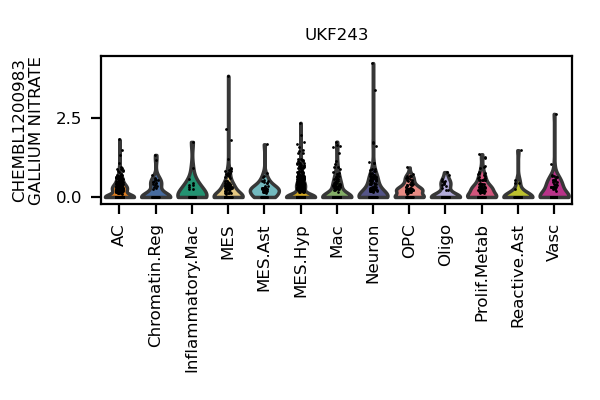 UKF243
CHEMBL1200983
GALLIUM NITRATE
2.5
0.0
AC
Chromatin.Reg
Inflammatory.Mac
MES
MES.Ast
MES.Hyp
Mac
Neuron
OPC
Oligo
Prolif.Metab
Reactive.Ast
Vasc